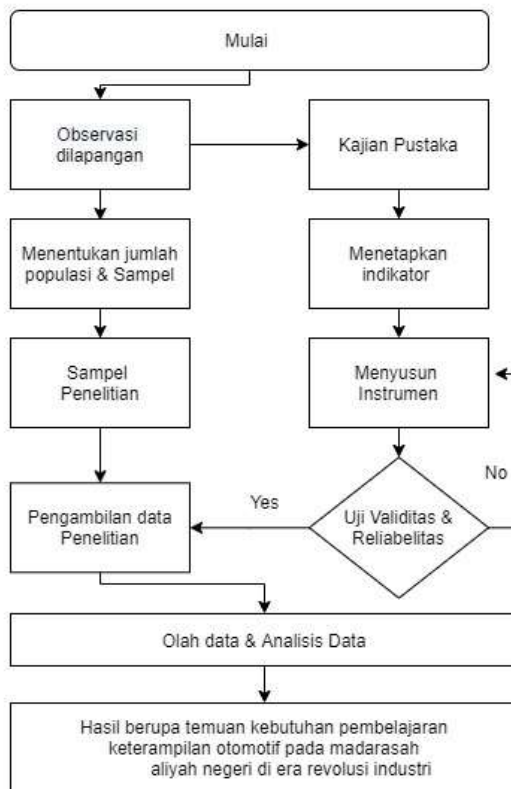 Mulai
Observasi
dilapangan
Kajian Pustaka
Menentukan jumlah
populasi & Sampel
Menetapkan
indikator
Sampel
Penelitian
Menyusun
Instrumen
No
Yes
Pengambilan data
Penelitian
Uji Validitas &
Reliabelitas
Olah data & Analisis Data
Hasil berupa temuan kebutuhan pembelajaran
keterampilan otomotif pada madarasah
aliyah negeri di era revolusi industri